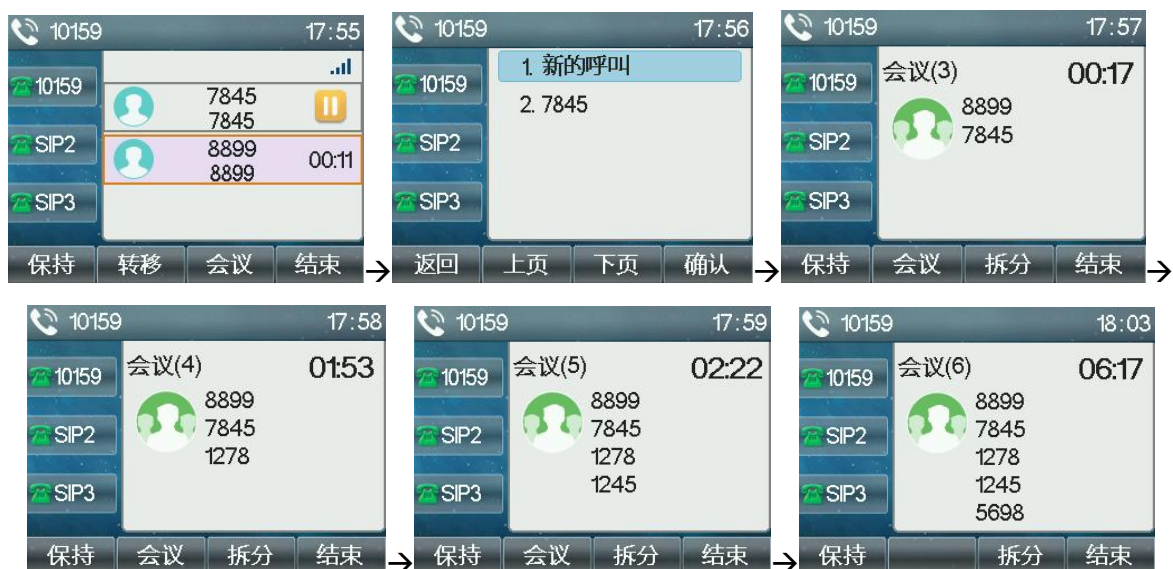 10159 17:55
10159
7845
7845
SIP2
8899
8899
00:11
SIP3
保持 转移 会议 结束
→
10159 17:56
1. 新的呼叫
10159
2. 7845
SIP2
SIP3
返回 上页 下页 确认
→
10159 17:57
会议(3) 00:17
10159
8899
7845
SIP2
SIP3
保持 会议 拆分 结束
→
10159 17:58
会议(4) 01:53
10159
8899
7845
SIP2
1278
SIP3
保持 会议 拆分 结束
→
10159 17:59
会议(5) 02:22
10159
8899
7845
SIP2
1278
1245
SIP3
保持 会议 拆分 结束
→
10159 18:03
会议(6) 06:17
10159
8899
7845
SIP2
1278
1245
SIP3
5698
保持 拆分 结束